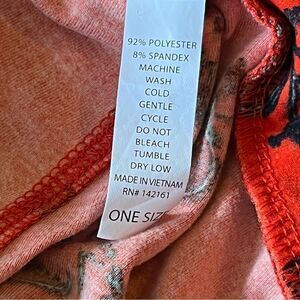 92% POLYESTER
8% SPANDEX
MACHINE
WASH
COLD
GENTLE
CYCLE
DO NOT
BLEACH
TUMBLE
DRY LOW
MADE IN VIETNAM
RN# 142161
ONE SIZ